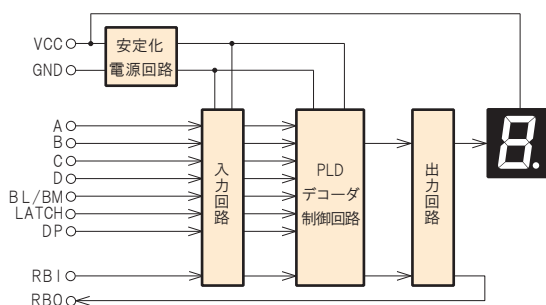 VCC
安定化
電源回路
GND
A
B
C
D
BL/BM
LATCH
DP
RBI
RBO
入力回路
PLD
デコーダ
制御回路
出力回路
8.